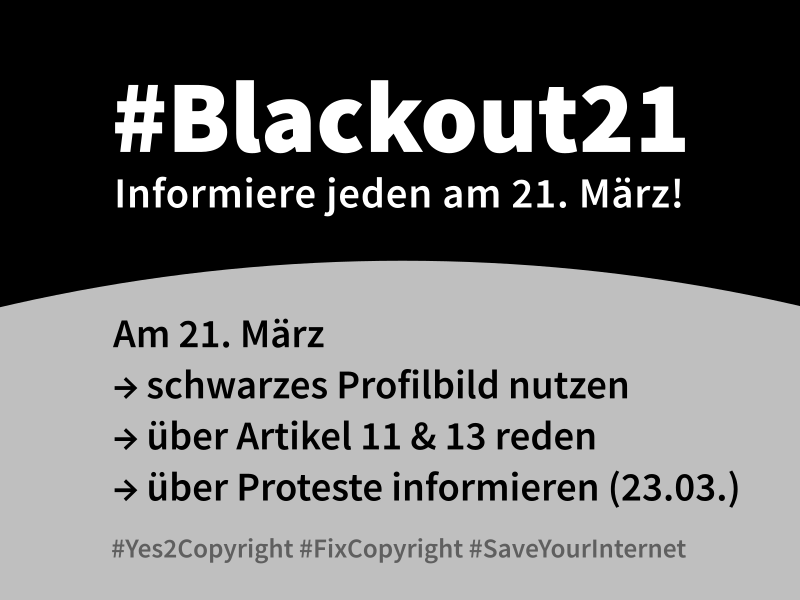 #Blackout21
Informiere jeden am 21. März!
Am 21. März
→ schwarzes Profilbild nutzen
→ über Artikel 11 & 13 reden
→ über Proteste informieren (23.03.)
#Yes2Copyright #FixCopyright #SaveYourInternet